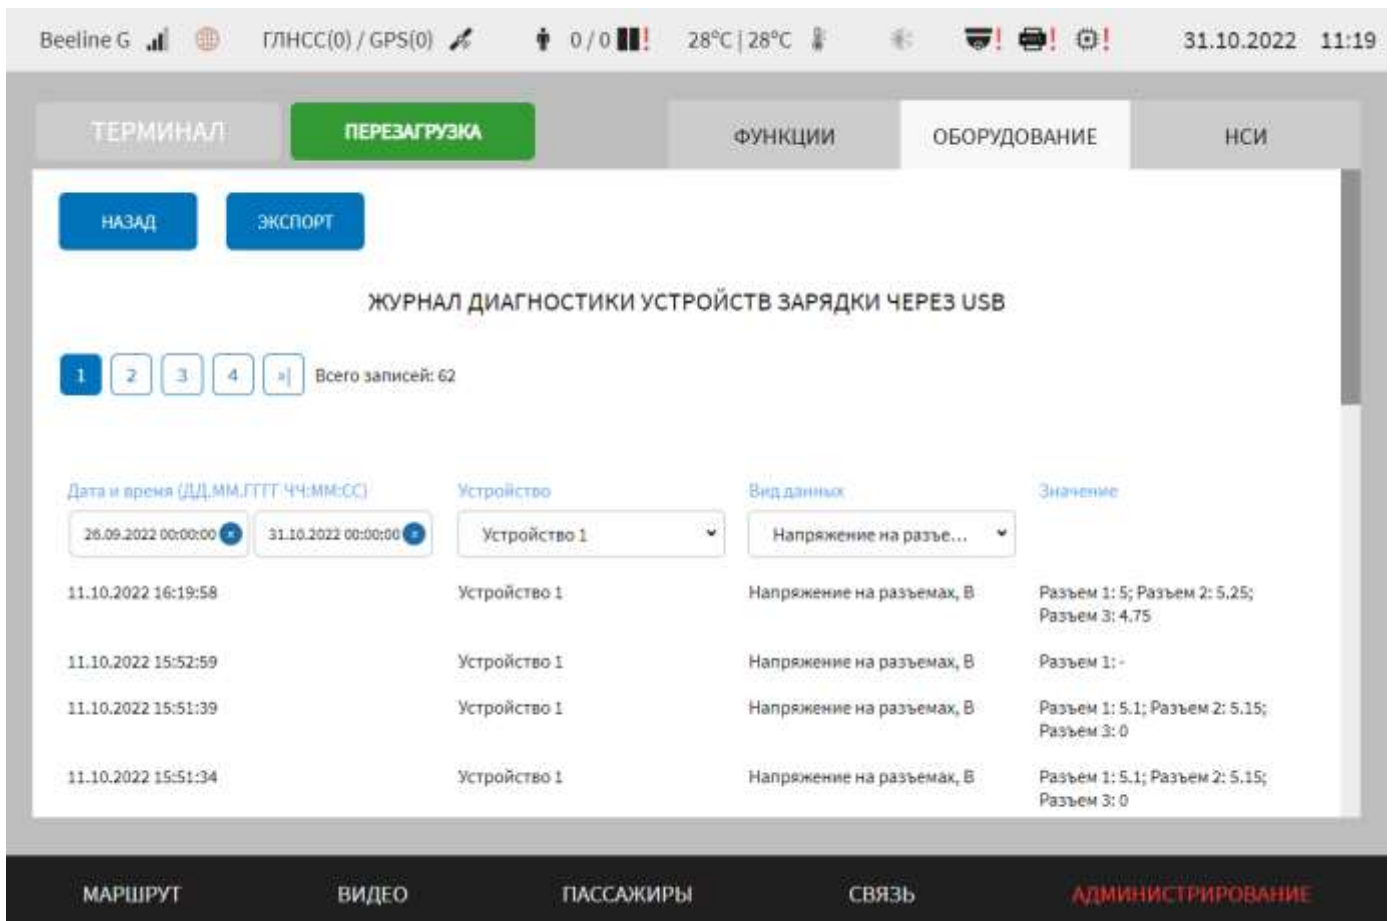 Beeline G ГЛНСС(0) / GPS(0) 0 / 0 ! 28°C | 28°C ! ! ! 31.10.2022 11:19
ТЕРМИНАЛ ПЕРЕЗАГРУЗКА ФУНКЦИИ ОБОРУДОВАНИЕ НСИ
НАЗАД ЭКСПОРТ
ЖУРНАЛ ДИАГНОСТИКИ УСТРОЙСТВ ЗАРЯДКИ ЧЕРЕЗ USB
1 2 3 4 »| Всего записей: 62
Дата и время (ДД.ММ.ГГГГ ЧЧ:ММ:СС) Устройство Вид данных Значение
26.09.2022 00:00:00 31.10.2022 00:00:00 Устройство 1 Напряжение на разъе...
11.10.2022 16:19:58 Устройство 1 Напряжение на разъемах, В Разъем 1: 5; Разъем 2: 5.25;
Разъем 3: 4.75
11.10.2022 15:52:59 Устройство 1 Напряжение на разъемах, В Разъем 1: -
11.10.2022 15:51:39 Устройство 1 Напряжение на разъемах, В Разъем 1: 5.1; Разъем 2: 5.15;
Разъем 3: 0
11.10.2022 15:51:34 Устройство 1 Напряжение на разъемах, В Разъем 1: 5.1; Разъем 2: 5.15;
Разъем 3: 0
МАРШРУТ ВИДЕО ПАССАЖИРЫ СВЯЗЬ АДМИНИСТРИРОВАНИЕ